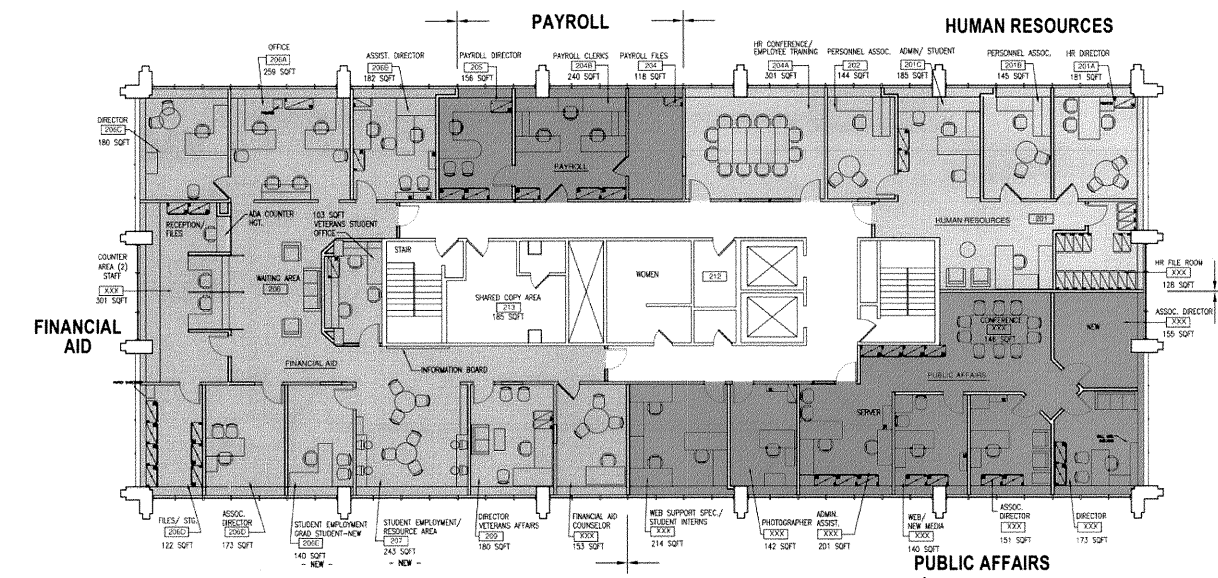 PAYROLL
HUMAN RESOURCES
OFFICE
206A
259 SQFT
ASSIST. DIRECTOR
206B
182 SQFT
PAYROLL DIRECTOR
205
156 SQFT
PAYROLL CLERKS
204B
240 SQFT
PAYROLL FILES
204
118 SQFT
HR CONFERENCE/
EMPLOYEE TRAINING
204A
301 SQFT
PERSONNEL ASSOC.
202
144 SQFT
ADMIN/ STUDENT
201C
185 SQFT
PERSONNEL ASSOC.
201B
145 SQFT
HR DIRECTOR
201A
181 SQFT
DIRECTOR
206C
180 SQFT
PAYROLL
RECEPTION/
FILES
ADA COUNTER
HGT.
103 SQFT
VETERANS STUDENT
OFFICE
HUMAN RESOURCES
201
COUNTER
AREA (2)
STAFF
XXX
301 SQFT
WAITING AREA
206
STAIR
SHARED COPY AREA
213
185 SQFT
WOMEN
212
HR FILE ROOM
XXX
128 SQFT
ASSOC. DIRECTOR
XXX
155 SQFT
CONFERENCE
XXX
146 SQFT
NEW
FINANCIAL
AID
FINANCIAL AID
INFORMATION BOARD
PUBLIC AFFAIRS
SERVER
FILES/ STG.
206D
122 SQFT
ASSOC.
DIRECTOR
206D
173 SQFT
STUDENT EMPLOYMENT
GRAD STUDENT-NEW
206E
140 SQFT
- NEW -
STUDENT EMPLOYMENT/
RESOURCE AREA
207
243 SQFT
- NEW -
DIRECTOR
VETERANS AFFAIRS
209
180 SQFT
FINANCIAL AID
COUNSELOR
XXX
153 SQFT
WEB SUPPORT SPEC./
STUDENT INTERNS
XXX
214 SQFT
PHOTOGRAPHER
XXX
142 SQFT
ADMIN.
ASSIST.
XXX
201 SQFT
WEB/
NEW MEDIA
XXX
140 SQFT
ASSOC.
DIRECTOR
XXX
151 SQFT
DIRECTOR
XXX
173 SQFT
PUBLIC AFFAIRS